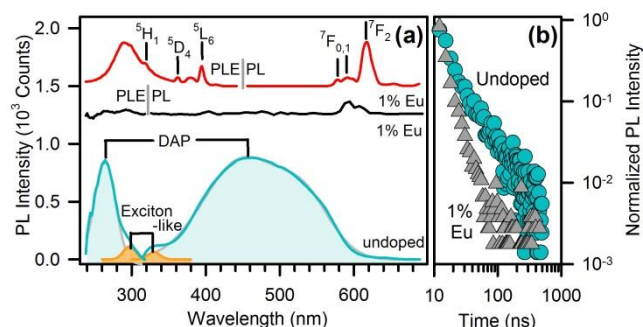 ⁵H₁
⁵D₄
⁵L₆
⁷F₀,₁
⁷F₂
(a)
PLE PL
1% Eu
PLE PL
1% Eu
DAP
Exciton
-like
undoped
2.0
1.5
1.0
0.5
0.0
PL Intensity (10³ Counts)
300 400 500 600
Wavelength (nm)
(b)
Undoped
1%
Eu
10⁰
10⁻¹
10⁻²
10⁻³
Normalized PL Intensity
10 100 1000
Time (ns)